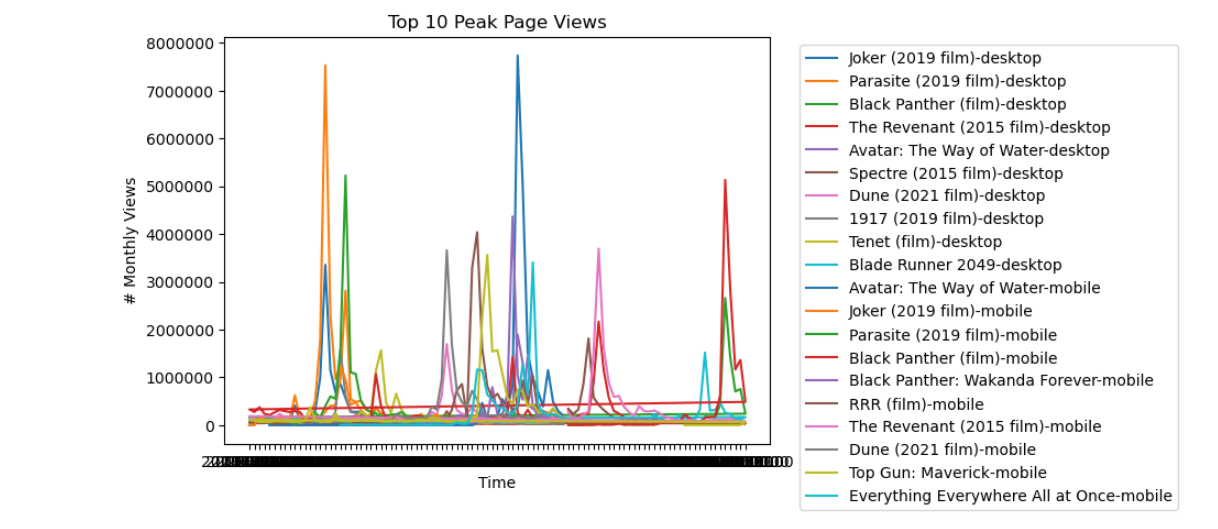 Top 10 Peak Page Views
# Monthly Views
8000000
7000000
6000000
5000000
4000000
3000000
2000000
1000000
0
Time
Joker (2019 film)-desktop
Parasite (2019 film)-desktop
Black Panther (film)-desktop
The Revenant (2015 film)-desktop
Avatar: The Way of Water-desktop
Spectre (2015 film)-desktop
Dune (2021 film)-desktop
1917 (2019 film)-desktop
Tenet (film)-desktop
Blade Runner 2049-desktop
Avatar: The Way of Water-mobile
Joker (2019 film)-mobile
Parasite (2019 film)-mobile
Black Panther (film)-mobile
Black Panther: Wakanda Forever-mobile
RRR (film)-mobile
The Revenant (2015 film)-mobile
Dune (2021 film)-mobile
Top Gun: Maverick-mobile
Everything Everywhere All at Once-mobile